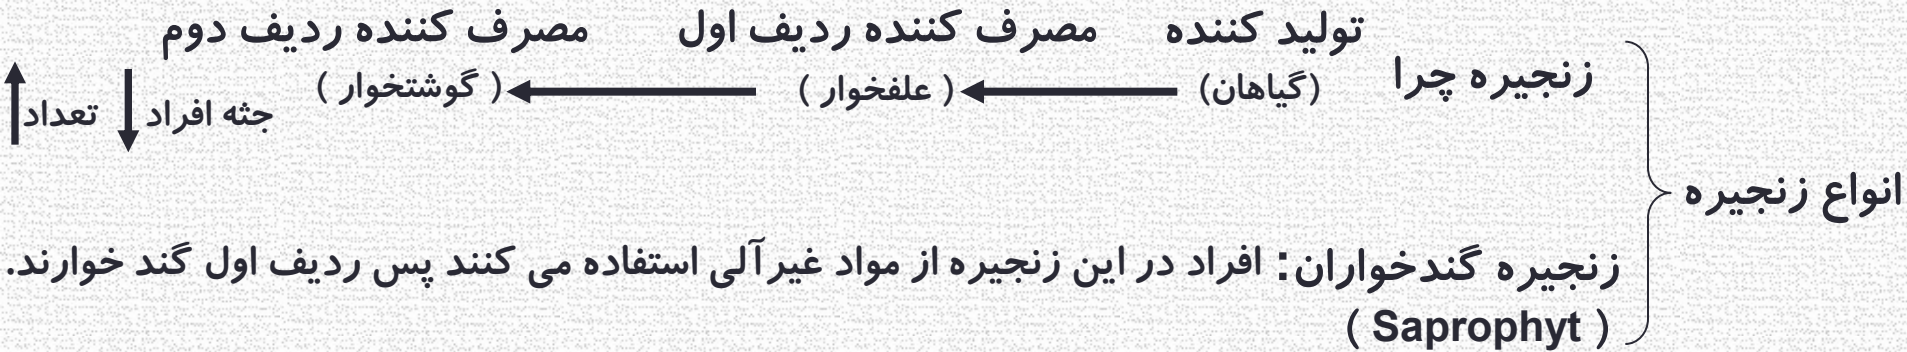 تولید کننده    مصرف کننده ردیف اول    مصرف کننده ردیف دوم
زنجیره چرا (گیاهان) ( علفخوار ) ( گوشتخوار )
جثه افراد تعداد
انواع زنجیره
زنجیره گندخواران: افراد در این زنجیره از مواد غیرآلی استفاده می کنند پس ردیف اول گند خوارند.
( Saprophyt )